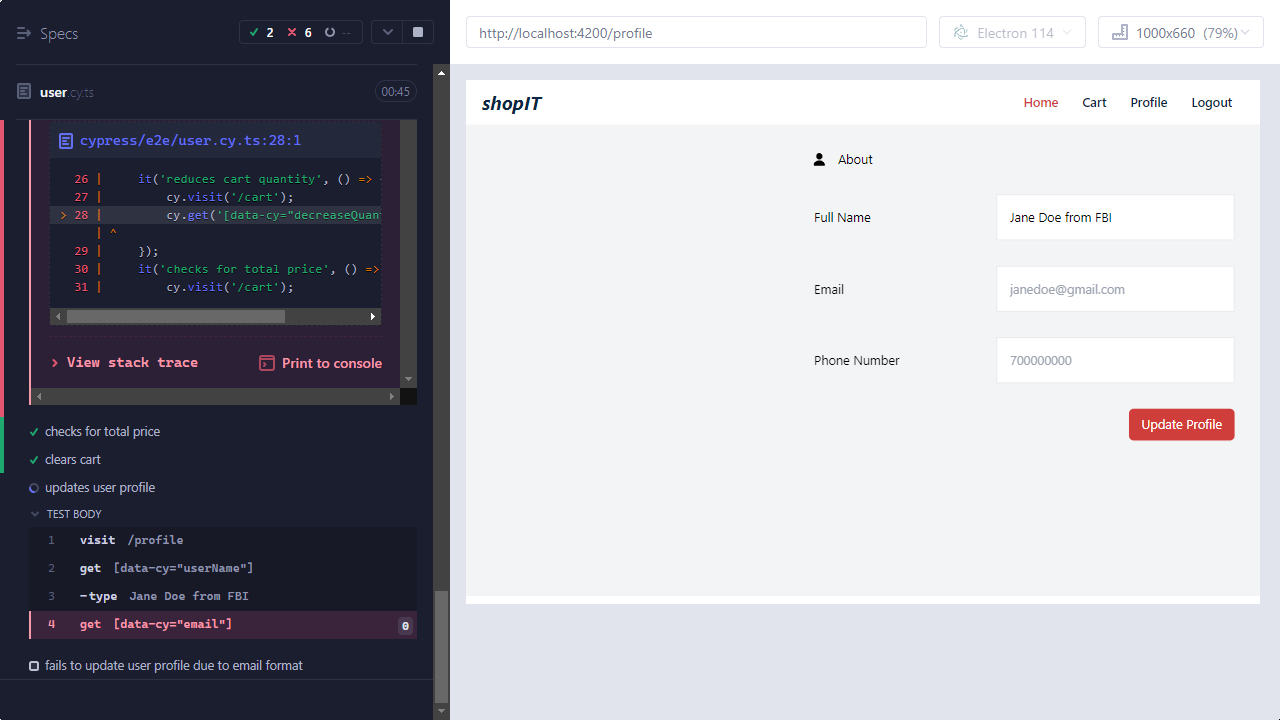 Specs
2 6 --
user.cy.ts
00:45
cypress/e2e/user.cy.ts:28:1
26 | it('reduces cart quantity', () =>
27 | cy.visit('/cart');
> 28 | cy.get('[data-cy="decreaseQuan
| ^
29 | });
30 | it('checks for total price', () =>
31 | cy.visit('/cart');
View stack trace
Print to console
checks for total price
clears cart
updates user profile
TEST BODY
1 visit /profile
2 get [data-cy="userName"]
3 -type Jane Doe from FBI
4 get [data-cy="email"] 0
fails to update user profile due to email format
http://localhost:4200/profile
Electron 114
1000x660 (79%)
shopIT
Home Cart Profile Logout
About
Full Name
Jane Doe from FBI
Email
janedoe@gmail.com
Phone Number
700000000
Update Profile